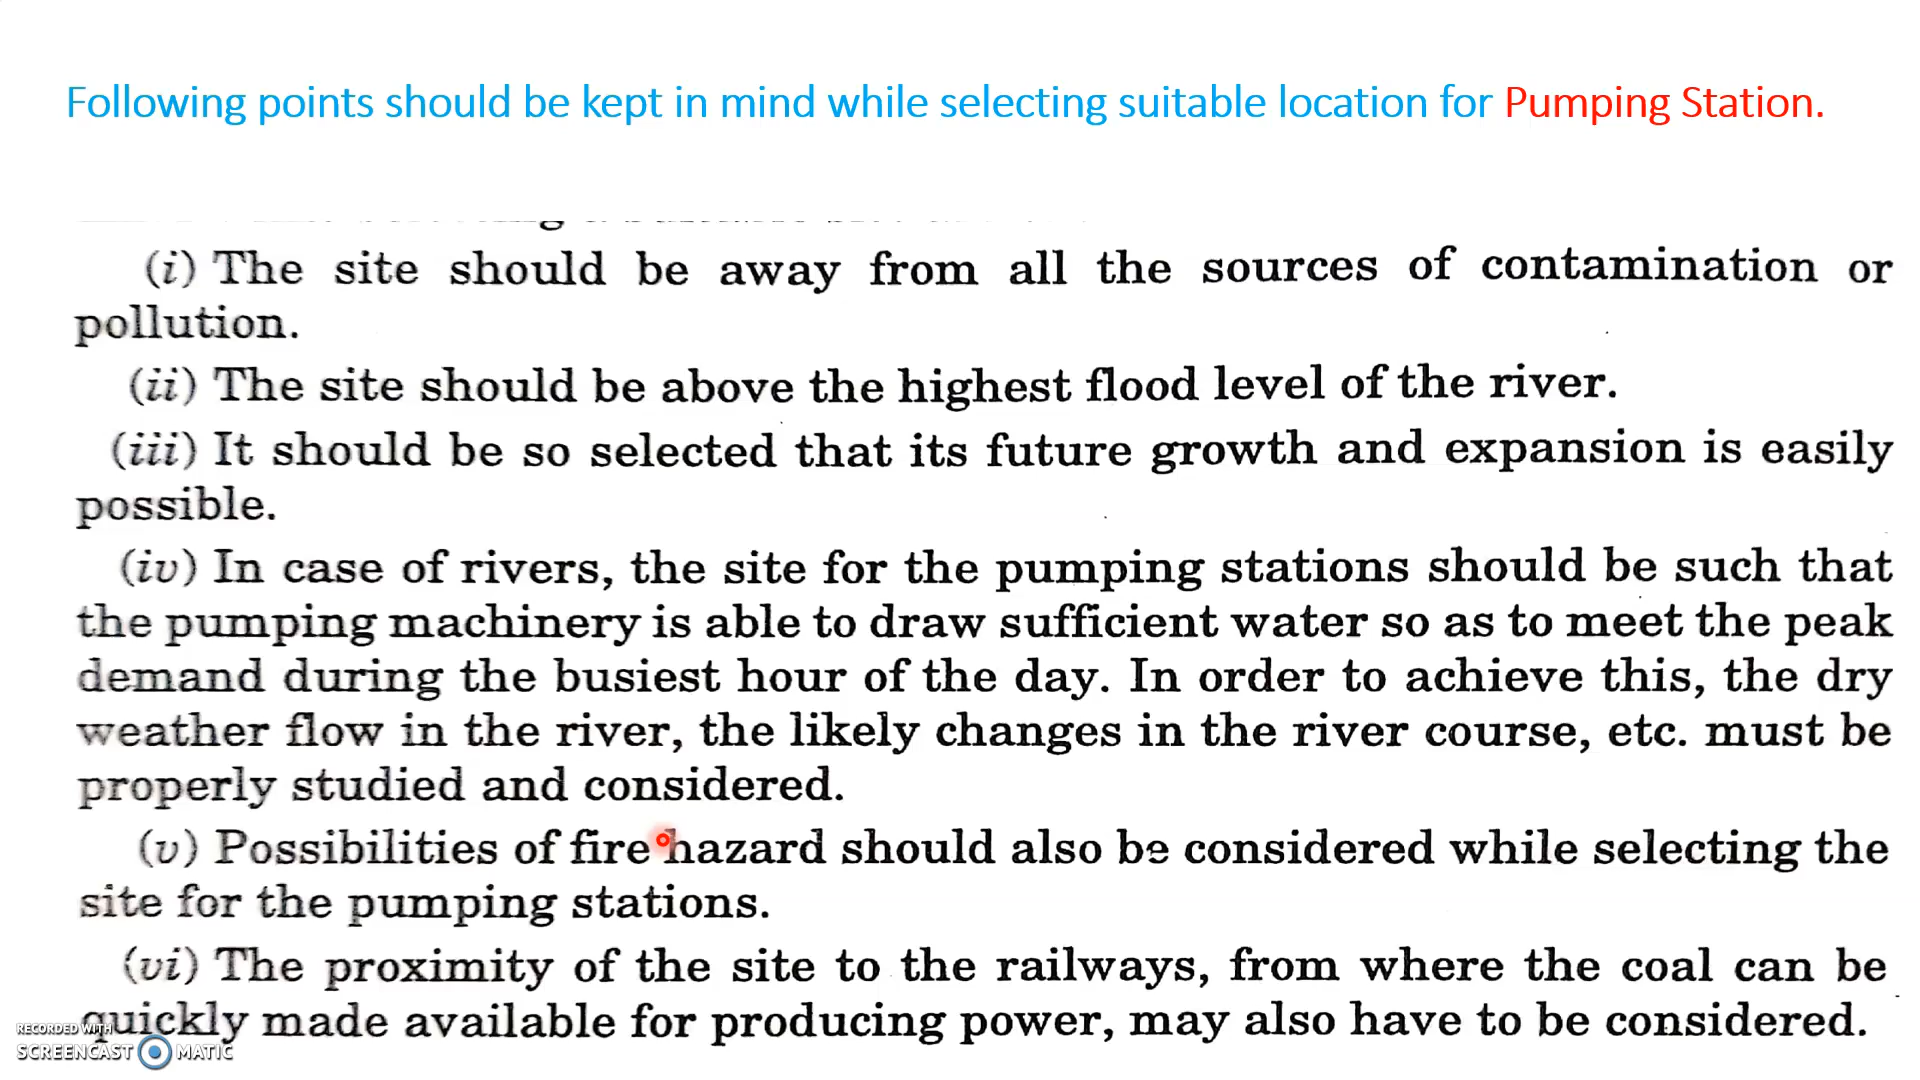 Following points should be kept in mind while selecting suitable location for Pumping Station.
(i) The site should be away from all the sources of contamination or
pollution.
(ii) The site should be above the highest flood level of the river.
(iii) It should be so selected that its future growth and expansion is easily
possible.
(iv) In case of rivers, the site for the pumping stations should be such that
the pumping machinery is able to draw sufficient water so as to meet the peak
demand during the busiest hour of the day. In order to achieve this, the dry
weather flow in the river, the likely changes in the river course, etc. must be
properly studied and considered.
(v) Possibilities of fire hazard should also be considered while selecting the
site for the pumping stations.
(vi) The proximity of the site to the railways, from where the coal can be
quickly made available for producing power, may also have to be considered.
RECORDED WITH
SCREENCAST MATIC